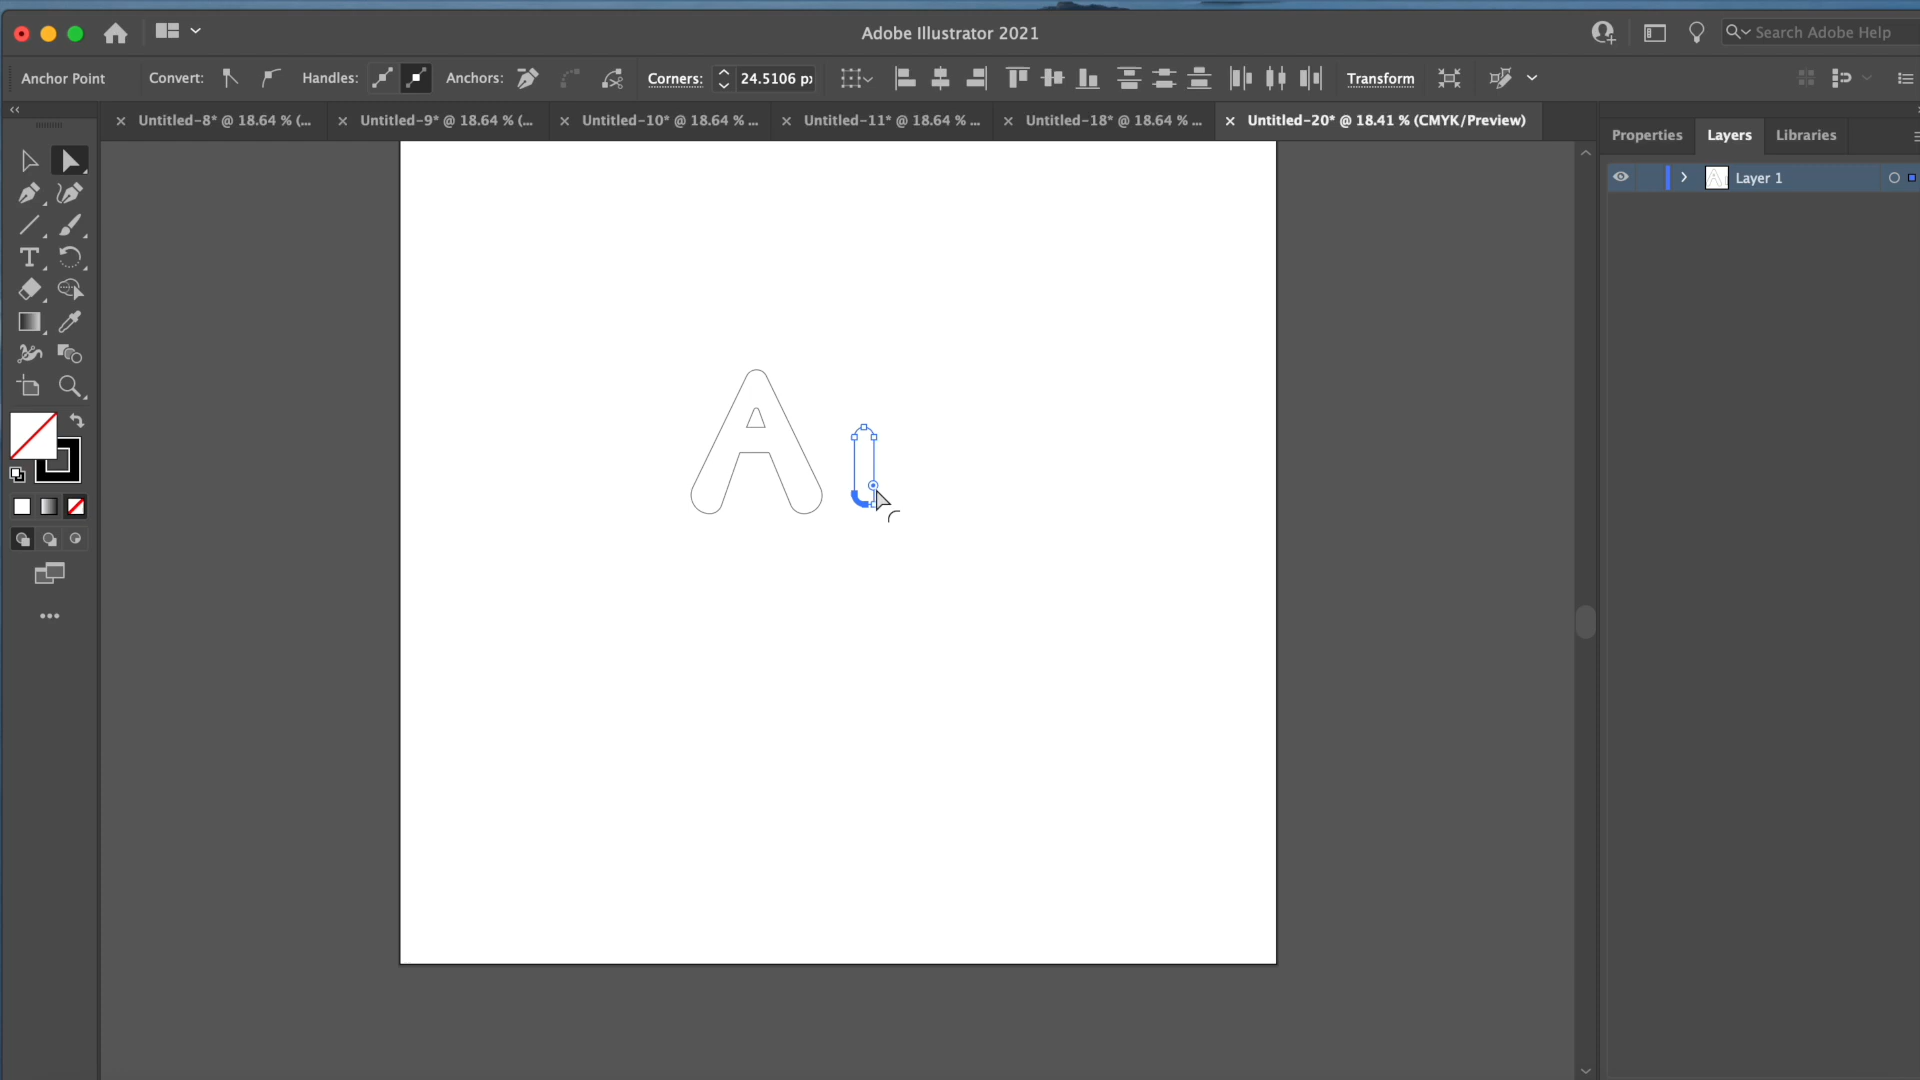 Adobe Illustrator 2021
Search Adobe Help
Anchor Point
Convert:
Handles:
Anchors:
Corners:
24.5106 p
Transform
Untitled-8* @ 18.64 % (...
Untitled-9* @ 18.64 % (...
Untitled-10* @ 18.64 % ...
Untitled-11* @ 18.64 % ...
Untitled-18* @ 18.64 % ...
Untitled-20* @ 18.41 % (CMYK/Preview)
Properties
Layers
Libraries
Layer 1
A